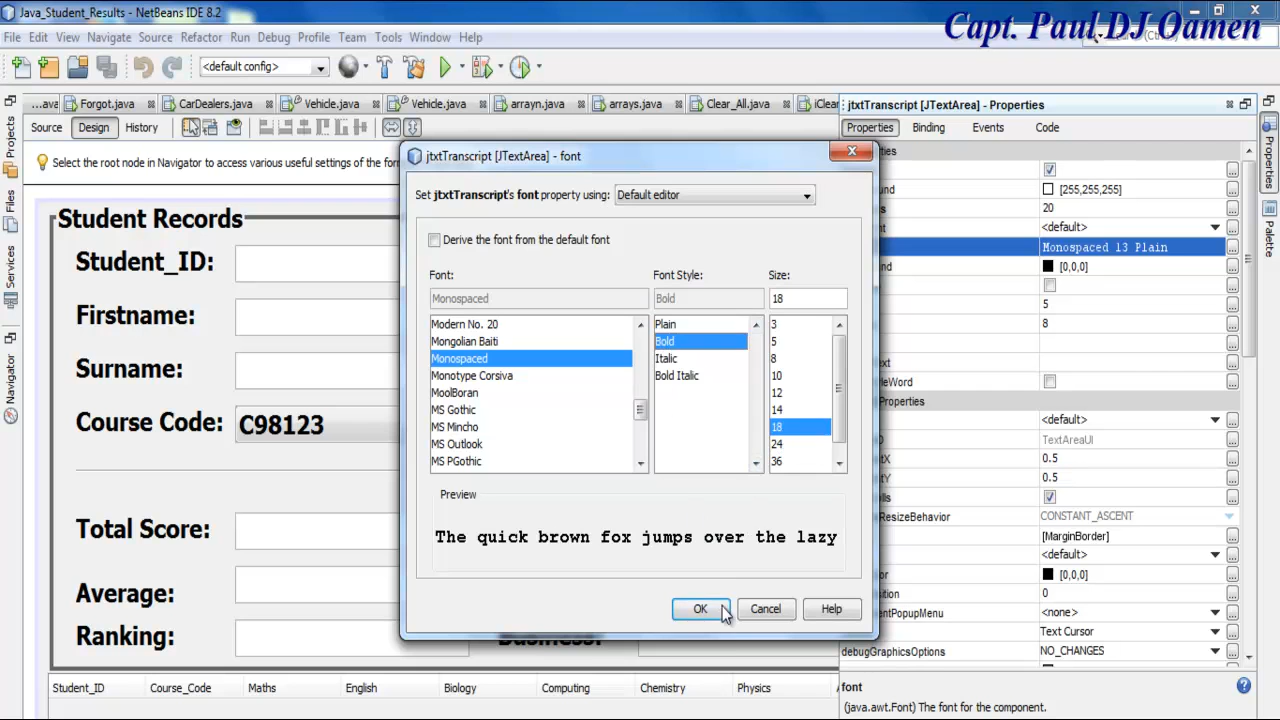 Java_Student_Results - NetBeans IDE 8.2
Capt. Paul DJ Oamen
File Edit View Navigate Source Refactor Run Debug Profile Team Tools Window Help
<default config>
...ava Forgot.java CarDealers.java Vehicle.java Vehicle.java arrayn.java arrays.java Clear_All.java iClear
jtxtTranscript [JTextArea] - Properties
Source Design History
Properties Binding Events Code
Select the root node in Navigator to access various useful settings of the for
Projects
Files
Services
Navigator
Properties
Palette
Student Records
Student_ID:
Firstname:
Surname:
Course Code: C98123
Total Score:
Average:
Ranking:
Student_ID Course_Code Maths English Biology Computing Chemistry Physics
jtxtTranscript [JTextArea] - font
Set jtxtTranscript's font property using: Default editor
Derive the font from the default font
Font: Font Style: Size:
Monospaced Bold 18
Modern No. 20 Plain 3
Mongolian Baiti Bold 5
Monospaced Italic 8
Monotype Corsiva Bold Italic 10
MoolBoran 12
MS Gothic 14
MS Mincho 18
MS Outlook 24
MS PGothic 36
Preview
The quick brown fox jumps over the lazy
OK Cancel Help
[255,255,255]
20
<default>
Monospaced 13 Plain
[0,0,0]
5
8
<default>
TextAreaUI
0.5
0.5
ResizeBehavior CONSTANT_ASCENT
[MarginBorder]
<default>
[0,0,0]
0
<none>
Text Cursor
debugGraphicsOptions NO_CHANGES
font
(java.awt.Font) The font for the component.